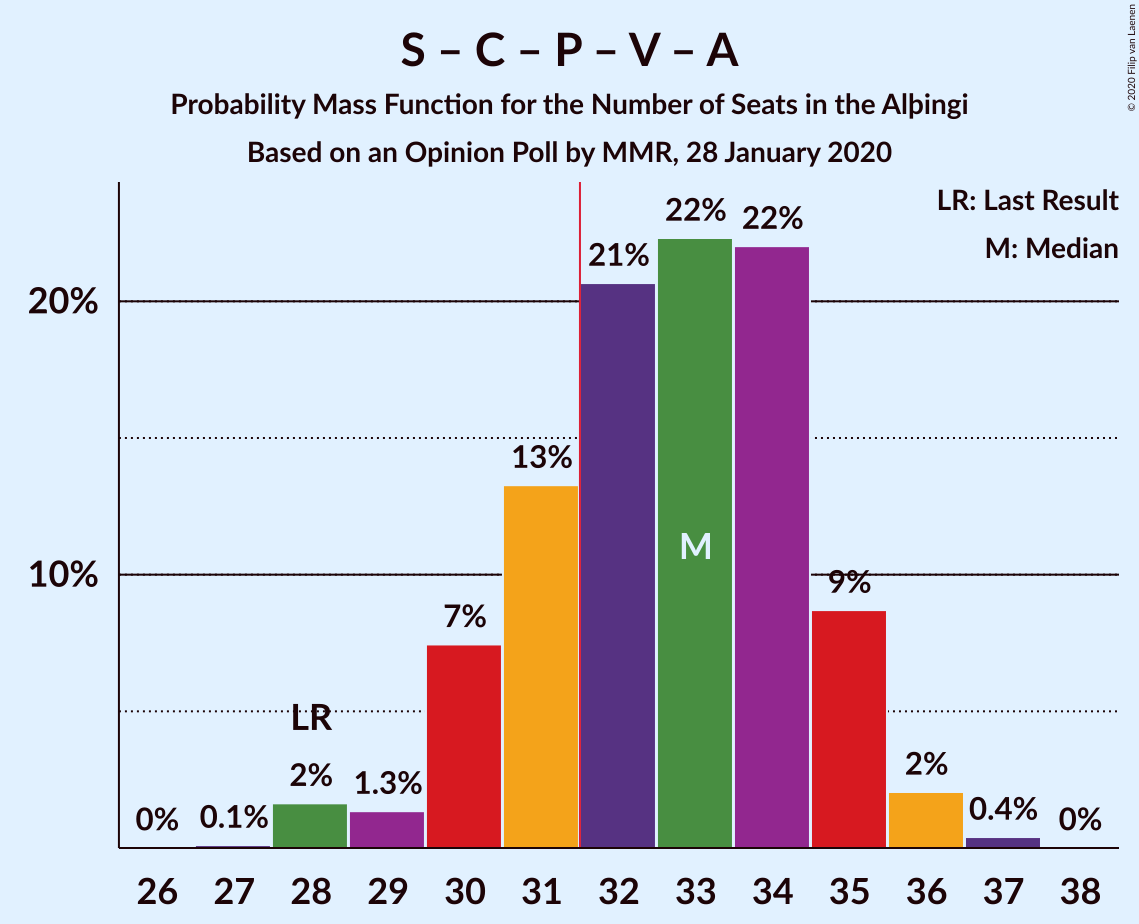 S – C – P – V – A
Probability Mass Function for the Number of Seats in the Alþingi
Based on an Opinion Poll by MMR, 28 January 2020
© 2020 Filip van Laenen
LR: Last Result
M: Median
20%
10%
0%
0.1%
LR
2%
1.3%
7%
13%
21%
22%
M
22%
9%
2%
0.4%
0%
26 27 28 29 30 31 32 33 34 35 36 37 38